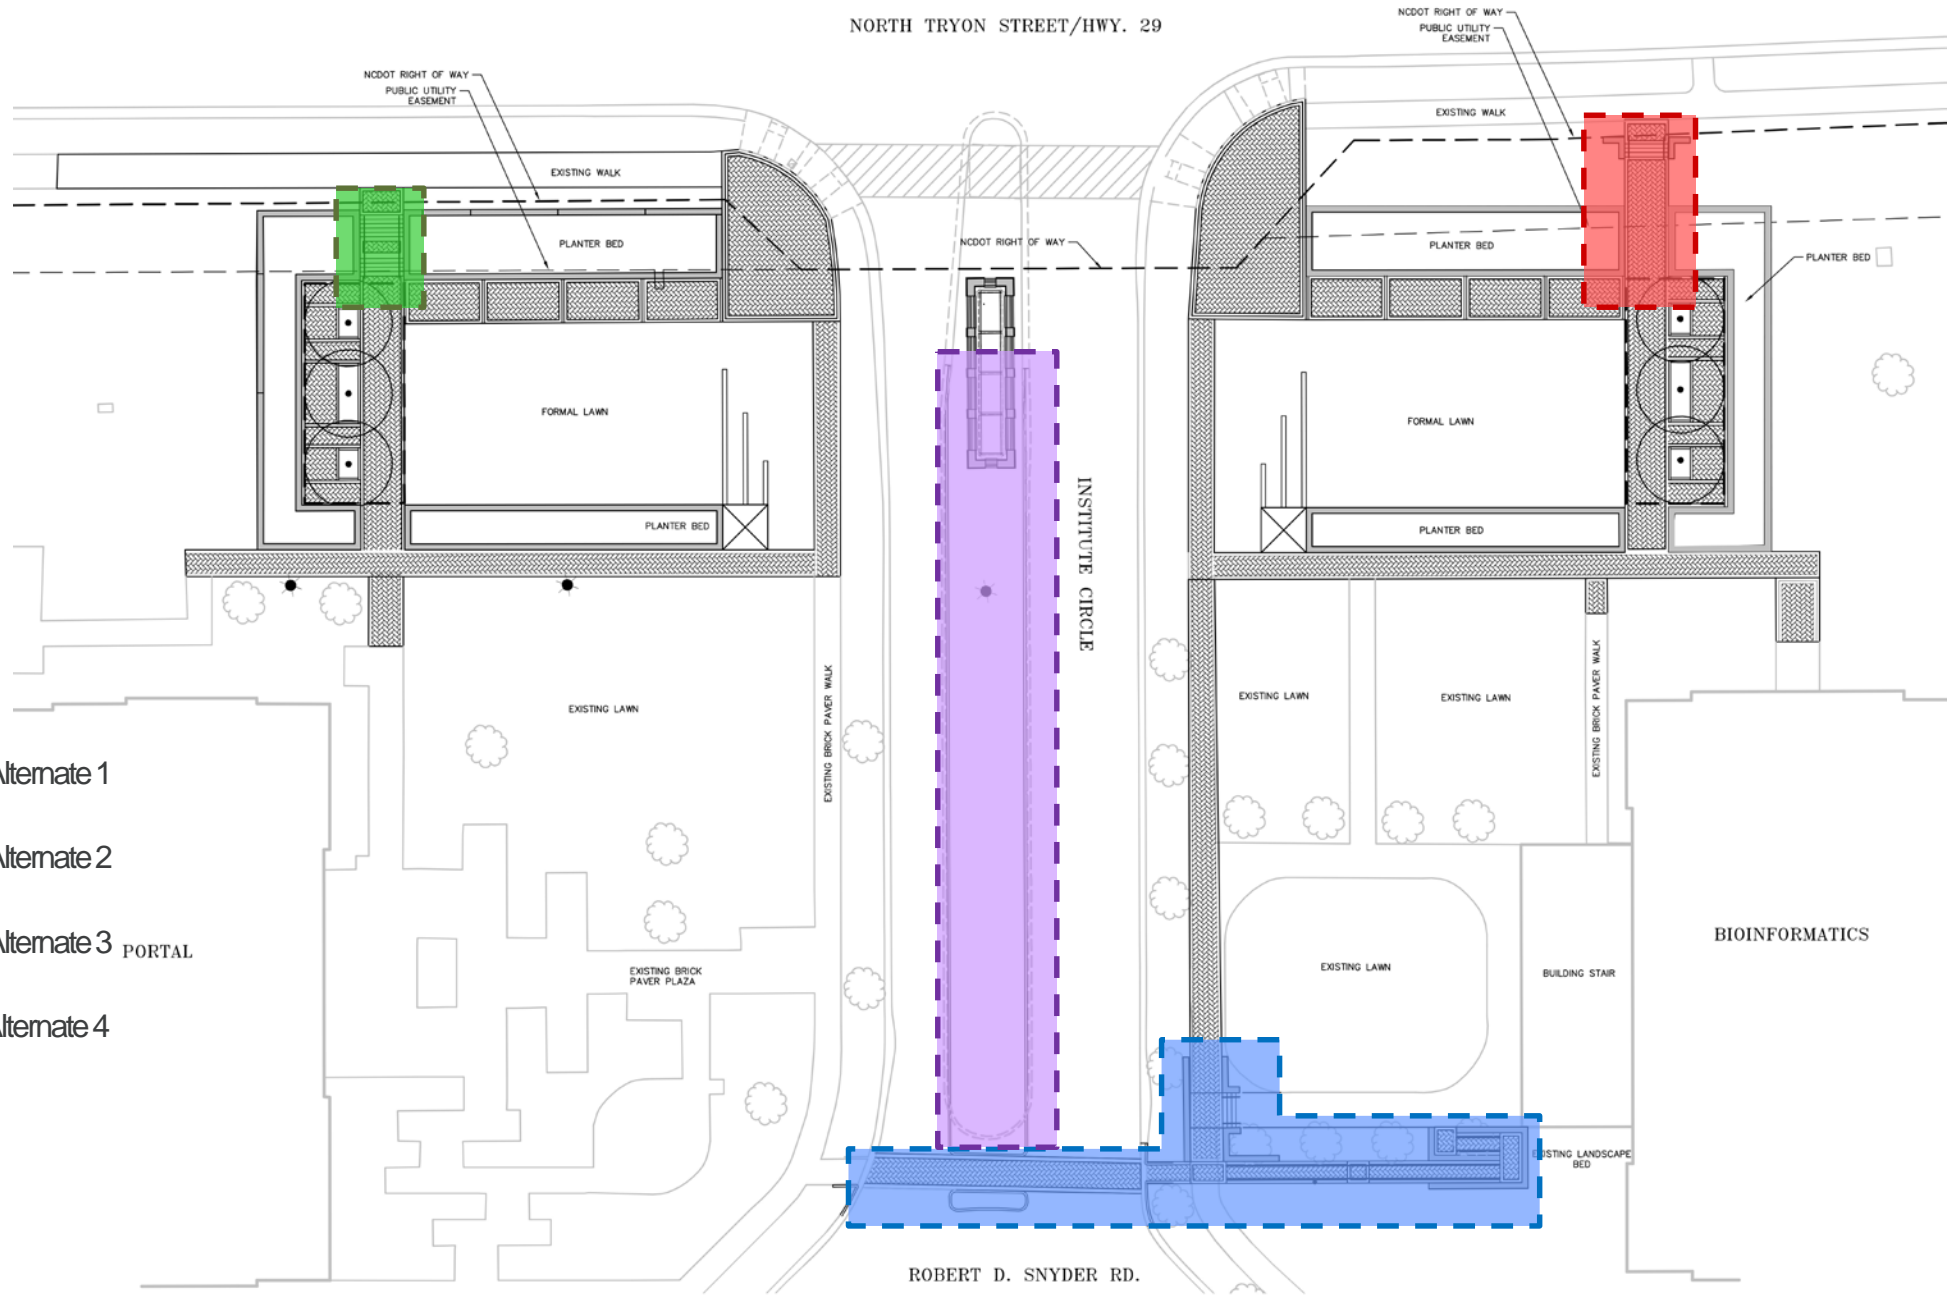 NORTH TRYON STREET/HWY. 29
NCDOT RIGHT OF WAY
PUBLIC UTILITY
EASEMENT
NCDOT RIGHT OF WAY
PUBLIC UTILITY
EASEMENT
EXISTING WALK
EXISTING WALK
PLANTER BED
NCDOT RIGHT OF WAY
PLANTER BED
PLANTER BED
FORMAL LAWN
FORMAL LAWN
INSTITUTE CIRCLE
PLANTER BED
PLANTER BED
EXISTING LAWN
EXISTING BRICK PAVER WALK
EXISTING LAWN
EXISTING LAWN
EXISTING BRICK PAVER WALK
lternate 1
lternate 2
lternate 3
PORTAL
lternate 4
EXISTING BRICK
PAVER PLAZA
EXISTING LAWN
BUILDING STAIR
BIOINFORMATICS
EXISTING LANDSCAPE
BED
ROBERT D. SNYDER RD.